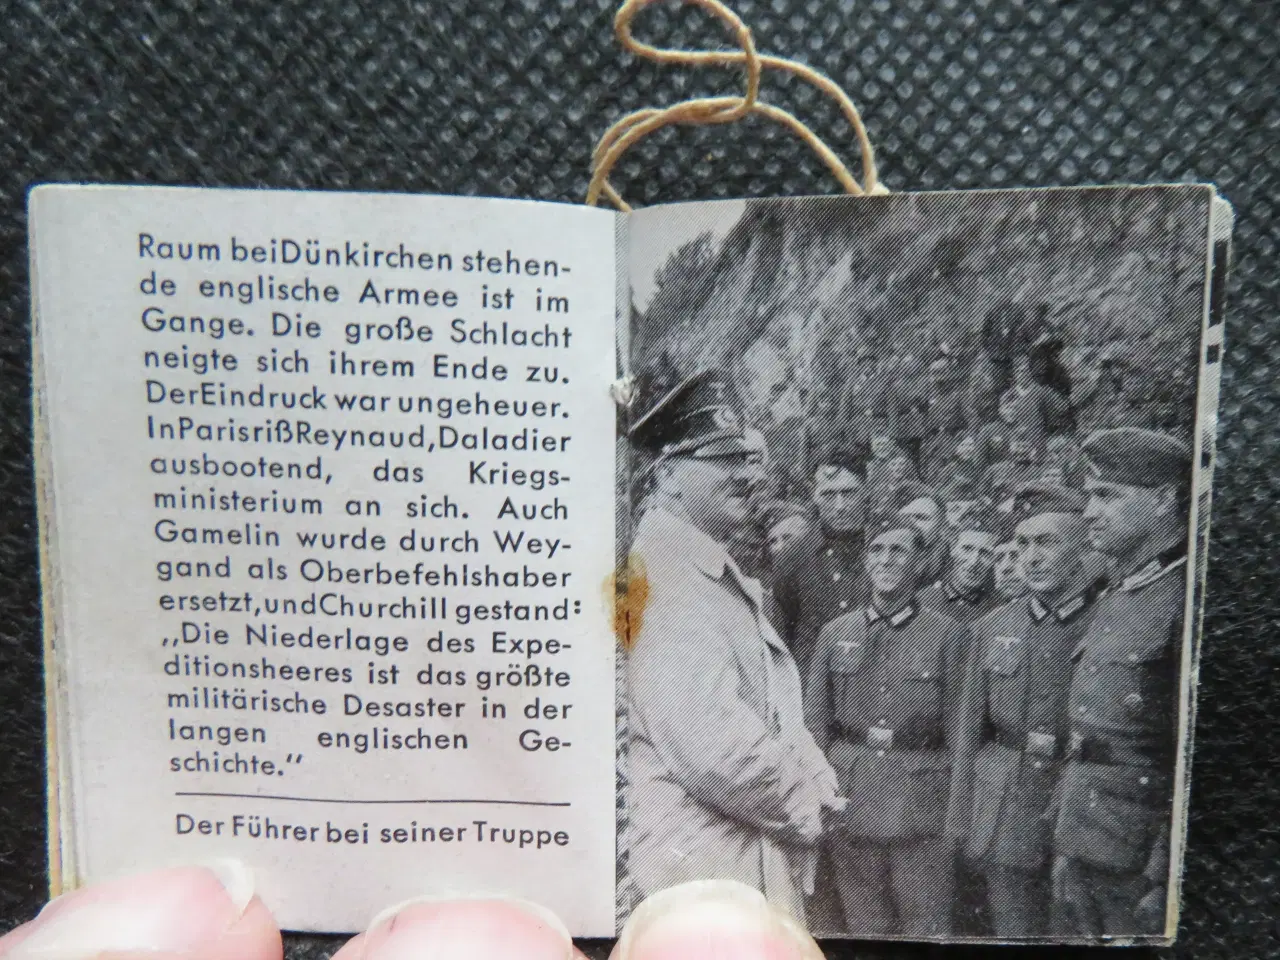 Raum bei Dünkirchen stehen-
de englische Armee ist im
Gange. Die große Schlacht
neigte sich ihrem Ende zu.
Der Eindruck war ungeheuer.
In Paris riß Reynaud, Daladier
ausbootend, das Kriegs-
ministerium an sich. Auch
Gamelin wurde durch Wey-
gand als Oberbefehlshaber
ersetzt, und Churchill gestand:
„Die Niederlage des Expe-
ditionsheeres ist das größte
militärische Desaster in der
langen englischen Ge-
schichte."
Der Führer bei seiner Truppe